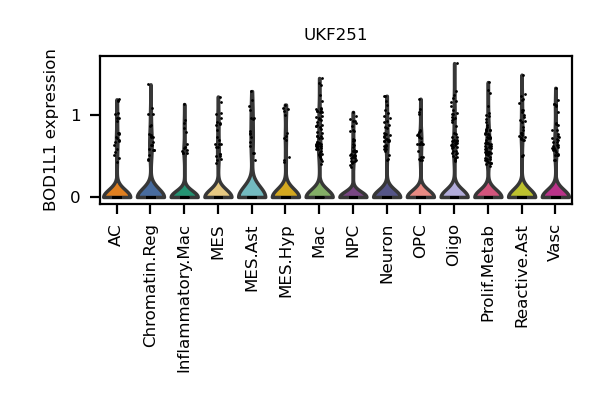 UKF251
BOD1L1 expression
1
0
AC
Chromatin.Reg
Inflammatory.Mac
MES
MES.Ast
MES.Hyp
Mac
NPC
Neuron
OPC
Oligo
Prolif.Metab
Reactive.Ast
Vasc